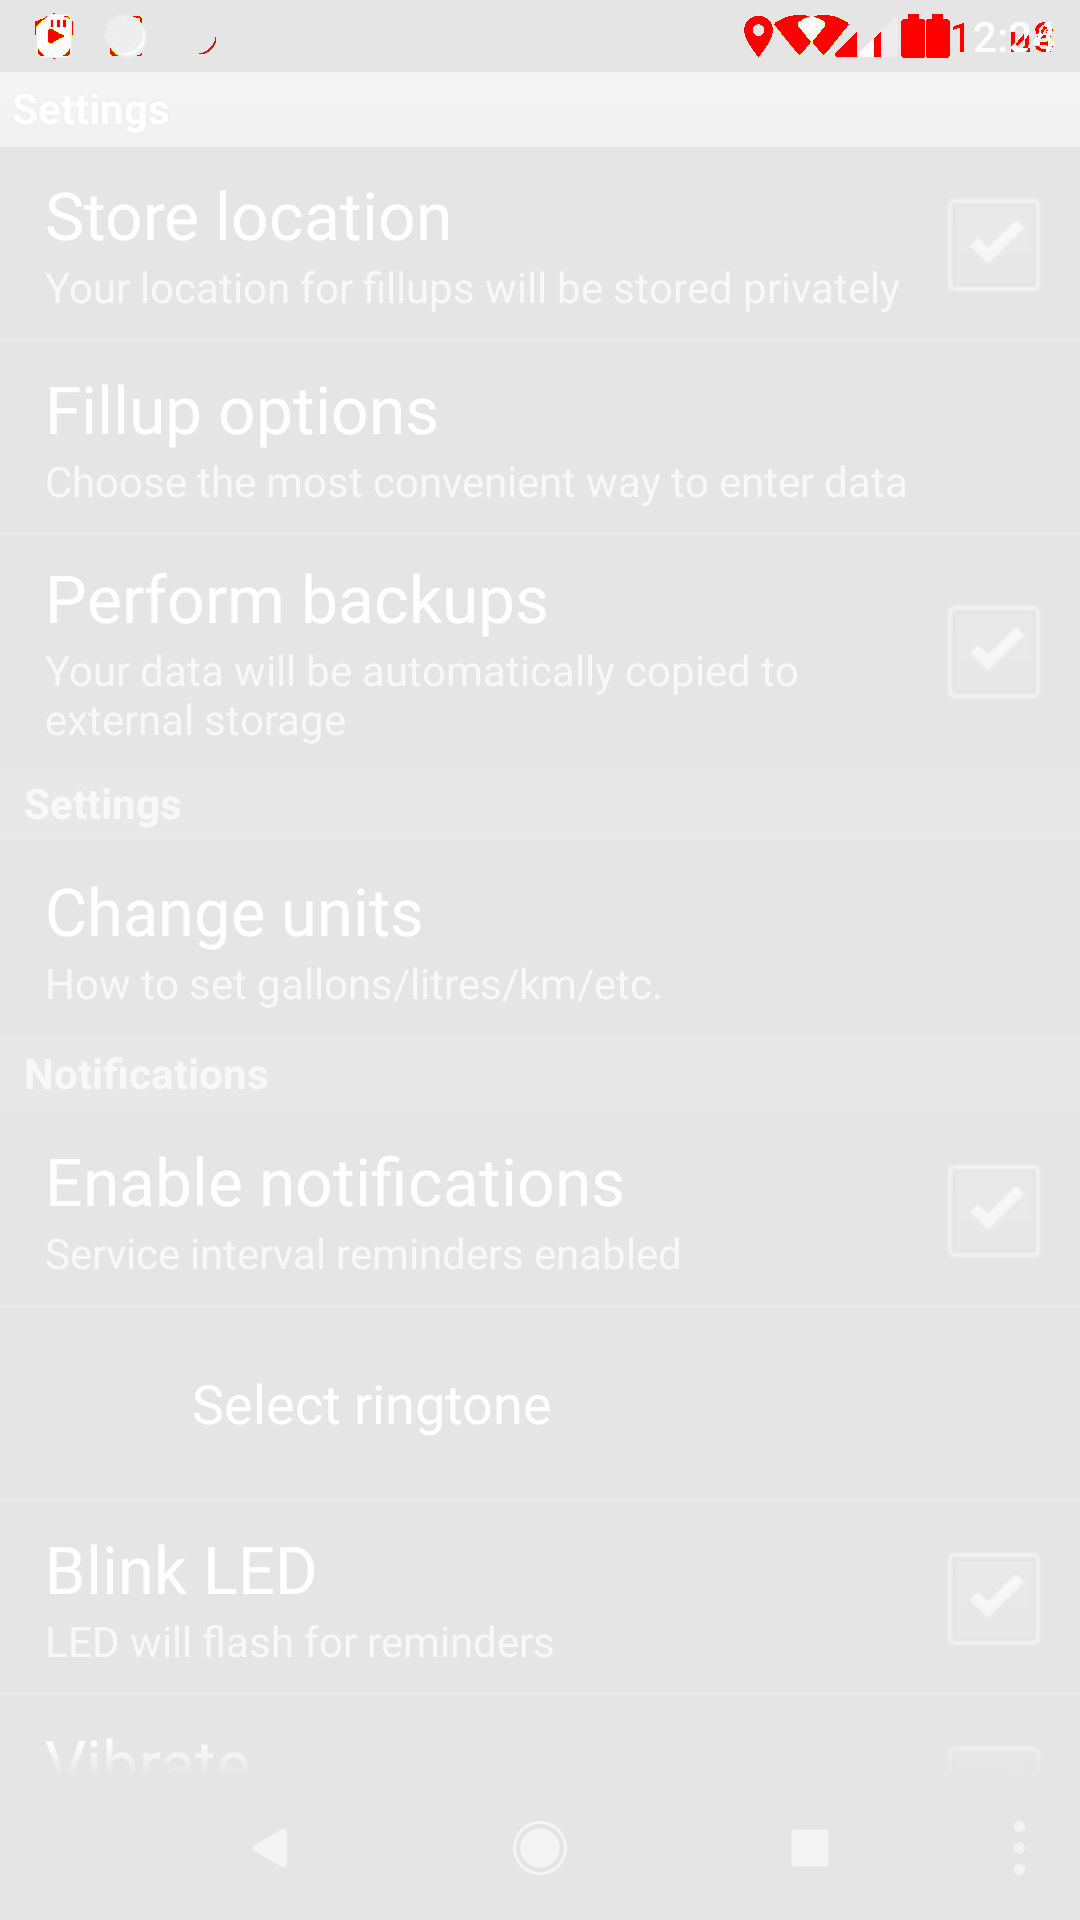 Settings
Store location
Your location for fillups will be stored privately
Fillup options
Choose the most convenient way to enter data
Perform backups
Your data will be automatically copied to
external storage
Settings
Change units
How to set gallons/litres/km/etc.
Notifications
Enable notifications
Service interval reminders enabled
Select ringtone
Blink LED
LED will flash for reminders
Vibrate